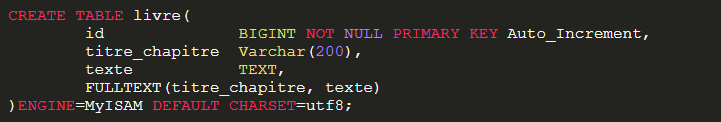 CREATE TABLE livre(
id BIGINT NOT NULL PRIMARY KEY Auto_Increment,
titre_chapitre Varchar(200),
texte TEXT,
FULLTEXT(titre_chapitre, texte)
)ENGINE=MyISAM DEFAULT CHARSET=utf8;